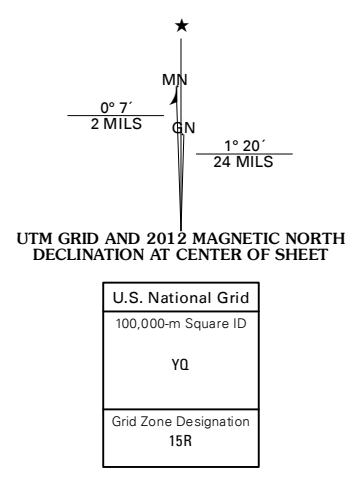 ★
MN
0° 7´
2 MILS
GN
1° 20´
24 MILS
UTM GRID AND 2012 MAGNETIC NORTH
DECLINATION AT CENTER OF SHEET
U.S. National Grid
100,000-m Square ID
YQ
Grid Zone Designation
15R